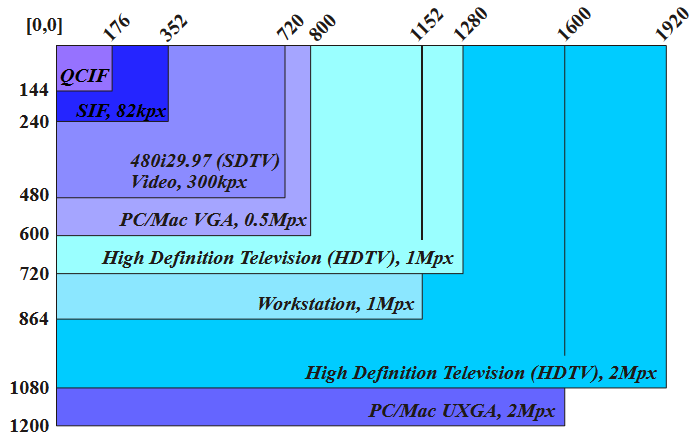 [0,0]
176
352
720
800
1152
1280
1600
1920
QCIF
144
SIF, 82kpx
240
480i29.97 (SDTV)
Video, 300kpx
480
PC/Mac VGA, 0.5Mpx
600
High Definition Television (HDTV), 1Mpx
720
Workstation, 1Mpx
864
High Definition Television (HDTV), 2Mpx
1080
PC/Mac UXGA, 2Mpx
1200